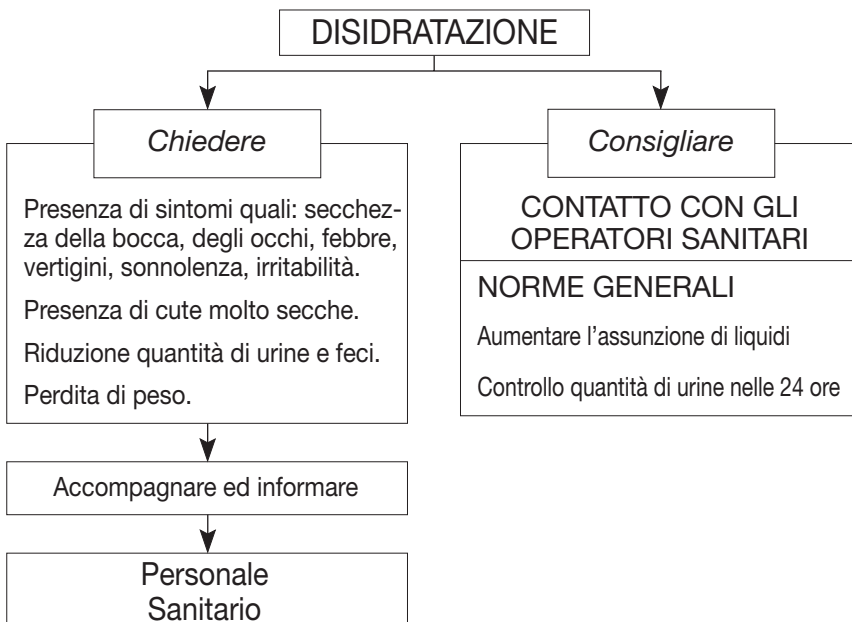 DISIDRATAZIONE
Chiedere
Presenza di sintomi quali: secchez-
za della bocca, degli occhi, febbre,
vertigini, sonnolenza, irritabilità.
Presenza di cute molto secche.
Riduzione quantità di urine e feci.
Perdita di peso.
Accompagnare ed informare
Personale
Sanitario
Consigliare
CONTATTO CON GLI
OPERATORI SANITARI
NORME GENERALI
Aumentare l'assunzione di liquidi
Controllo quantità di urine nelle 24 ore